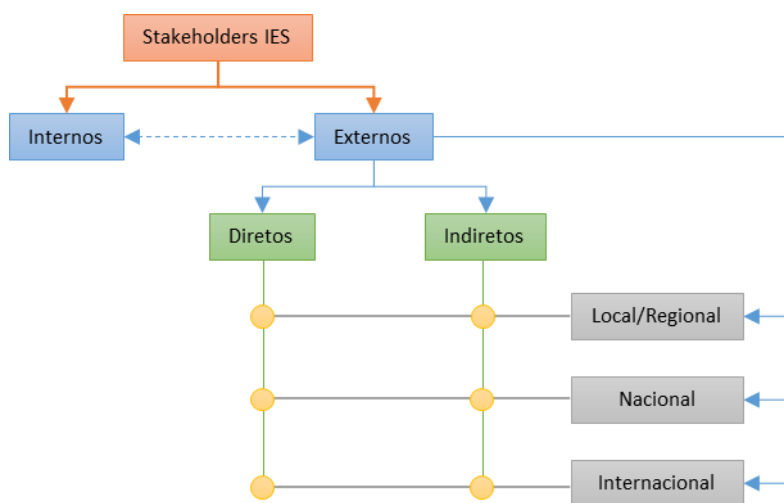 Stakeholders IES
Internos
Externos
Diretos
Indiretos
Local/Regional
Nacional
Internacional